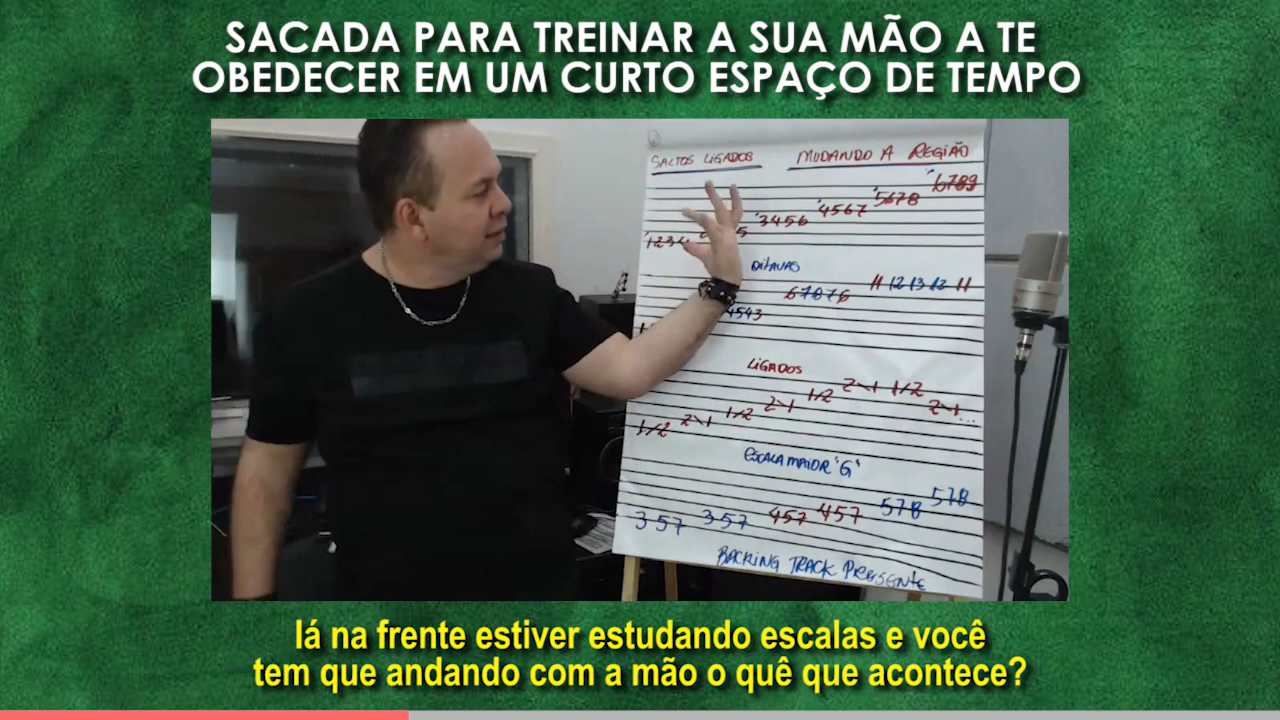 SACADA PARA TREINAR A SUA MÃO A TE
OBEDECER EM UM CURTO ESPAÇO DE TEMPO
SALTOS LIGADOS MUDANDO A REGIÃO
1234 5 3456 4567 5678 6789
OITAVAS
4543 67876 11 12 13 12 11
LIGADOS
1/2 2\1 1/2 2\1 1/2 2\1 1/2 2\1...
ESCALA MAIOR "G"
357 357 457 457 578 578
BACKING TRACK PRESENTE
lá na frente estiver estudando escalas e você
tem que andando com a mão o quê que acontece?